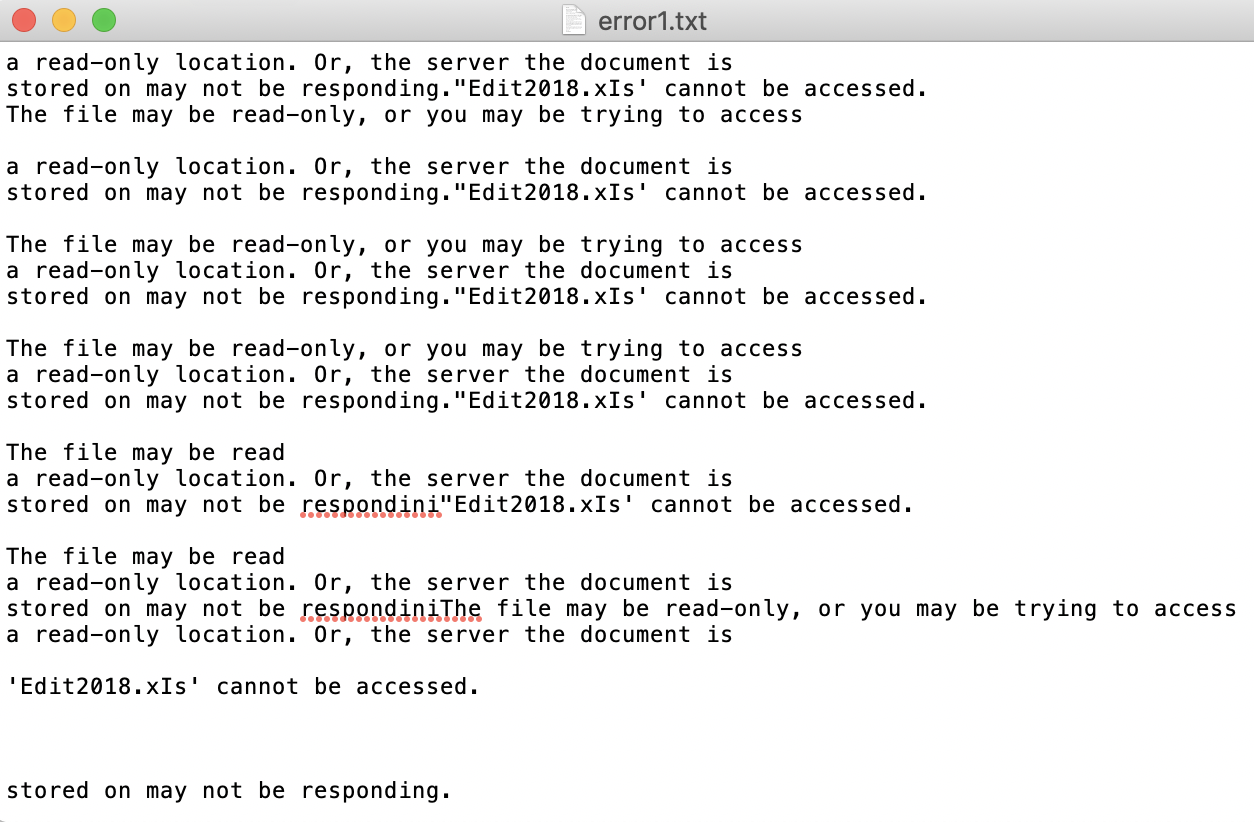 error1.txt
a read-only location. Or, the server the document is
stored on may not be responding."Edit2018.xIs' cannot be accessed.
The file may be read-only, or you may be trying to access
a read-only location. Or, the server the document is
stored on may not be responding."Edit2018.xIs' cannot be accessed.
The file may be read-only, or you may be trying to access
a read-only location. Or, the server the document is
stored on may not be responding."Edit2018.xIs' cannot be accessed.
The file may be read-only, or you may be trying to access
a read-only location. Or, the server the document is
stored on may not be responding."Edit2018.xIs' cannot be accessed.
The file may be read
a read-only location. Or, the server the document is
stored on may not be respondini"Edit2018.xIs' cannot be accessed.
The file may be read
a read-only location. Or, the server the document is
stored on may not be respondiniThe file may be read-only, or you may be trying to access
a read-only location. Or, the server the document is
'Edit2018.xIs' cannot be accessed.
stored on may not be responding.